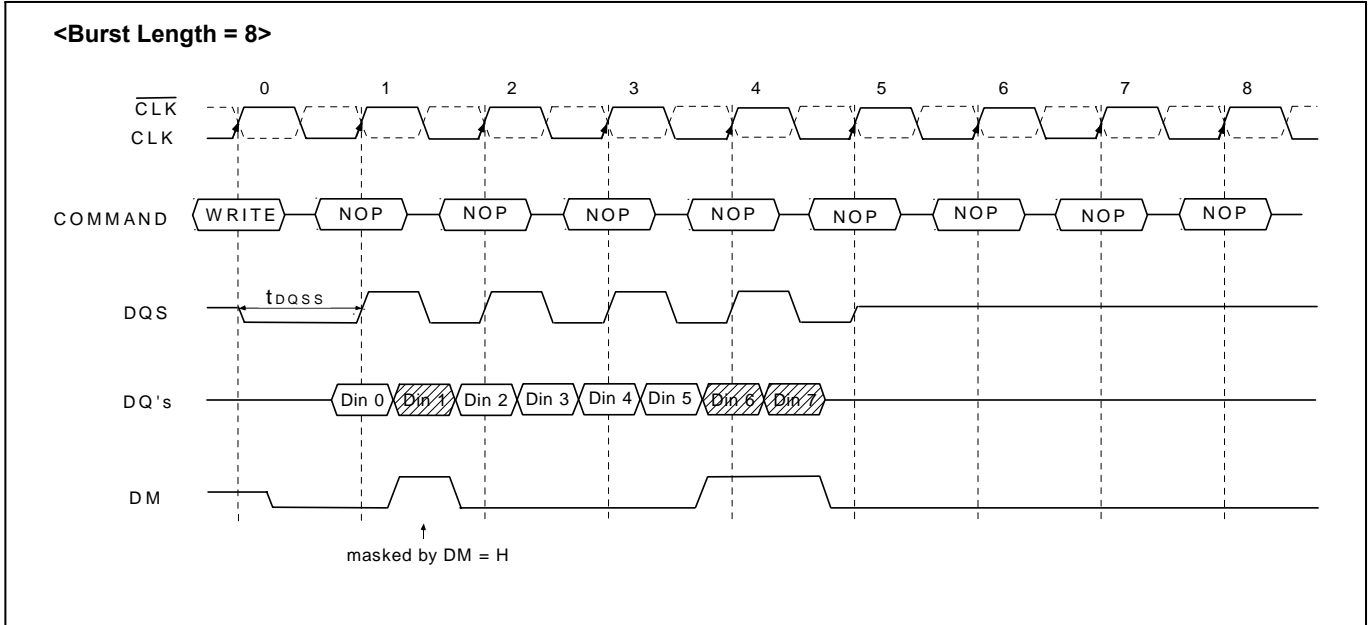 <Burst Length = 8>
0 1 2 3 4 5 6 7 8
CLK
CLK
COMMAND WRITE NOP NOP NOP NOP NOP NOP NOP NOP
DQS tDQSS
DQ's Din 0 Din 1 Din 2 Din 3 Din 4 Din 5 Din 6 Din 7
DM
masked by DM = H